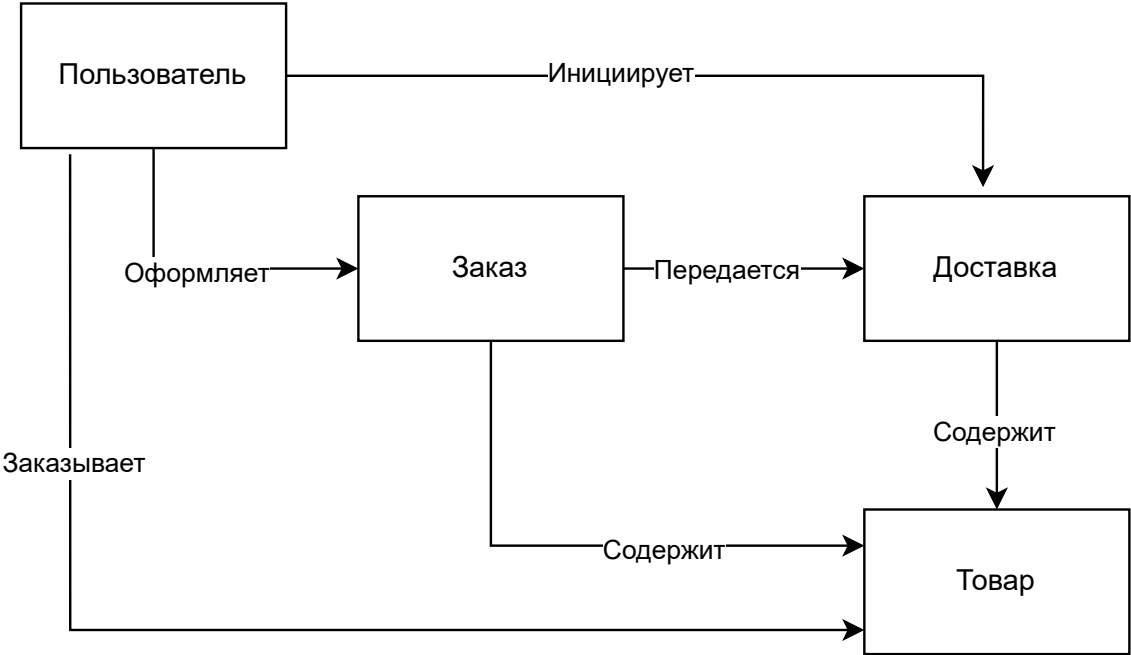 Пользователь
Инициирует
Оформляет
Заказ
Передается
Доставка
Заказывает
Содержит
Содержит
Товар